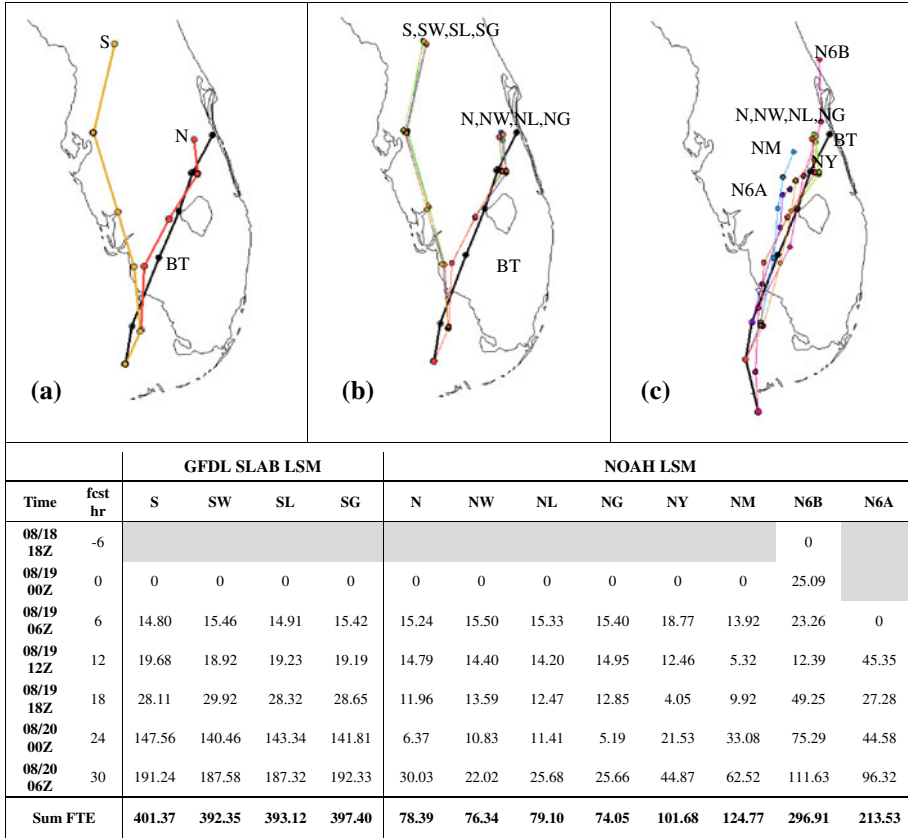 S
N
BT
(a)
S,SW,SL,SG
N,NW,NL,NG
BT
(b)
N6B
N,NW,NL,NG
BT
NM
NY
N6A
(c)
GFDL SLAB LSM NOAH LSM
Time fcst hr S SW SL SG N NW NL NG NY NM N6B N6A
08/18 18Z -6 0
08/19 00Z 0 0 0 0 0 0 0 0 0 0 0 25.09
08/19 06Z 6 14.80 15.46 14.91 15.42 15.24 15.50 15.33 15.40 18.77 13.92 23.26 0
08/19 12Z 12 19.68 18.92 19.23 19.19 14.79 14.40 14.20 14.95 12.46 5.32 12.39 45.35
08/19 18Z 18 28.11 29.92 28.32 28.65 11.96 13.59 12.47 12.85 4.05 9.92 49.25 27.28
08/20 00Z 24 147.56 140.46 143.34 141.81 6.37 10.83 11.41 5.19 21.53 33.08 75.29 44.58
08/20 06Z 30 191.24 187.58 187.32 192.33 30.03 22.02 25.68 25.66 44.87 62.52 111.63 96.32
Sum FTE 401.37 392.35 393.12 397.40 78.39 76.34 79.10 74.05 101.68 124.77 296.91 213.53